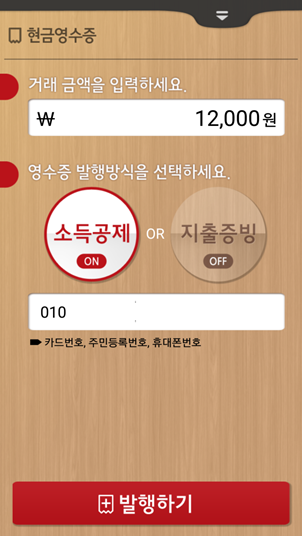 현금영수증
거래 금액을 입력하세요.
₩ 12,000원
영수증 발행방식을 선택하세요.
소득공제 OR 지출증빙
ON OFF
010
카드번호, 주민등록번호, 휴대폰번호
발행하기